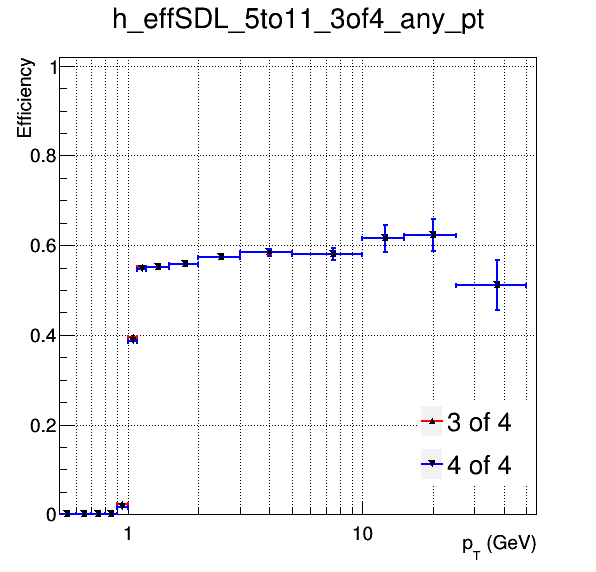 h_effSDL_5to11_3of4_any_pt
Efficiency
1
0.8
0.6
0.4
0.2
0
1
10
p_T (GeV)
3 of 4
4 of 4